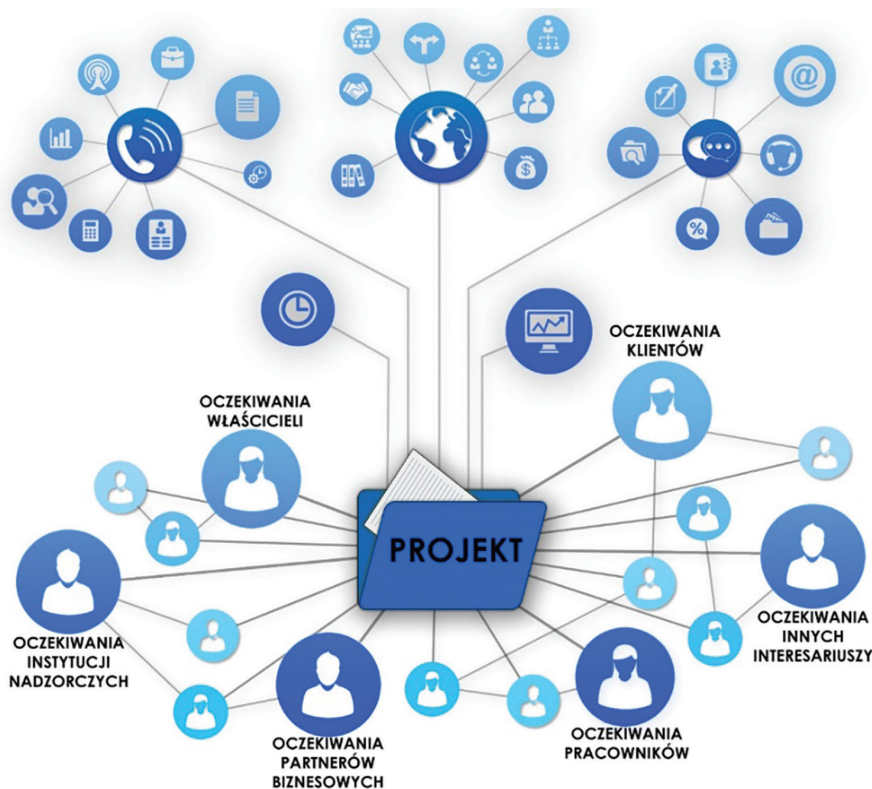 OCZEKIWANIA
KLIENTÓW
OCZEKIWANIA
WŁAŚCICIELI
PROJEKT
OCZEKIWANIA
INSTYTUCJI
NADZORCZYCH
OCZEKIWANIA
INNYCH
INTERESARIUSZY
OCZEKIWANIA
PARTNERÓW
BIZNESOWYCH
OCZEKIWANIA
PRACOWNIKÓW